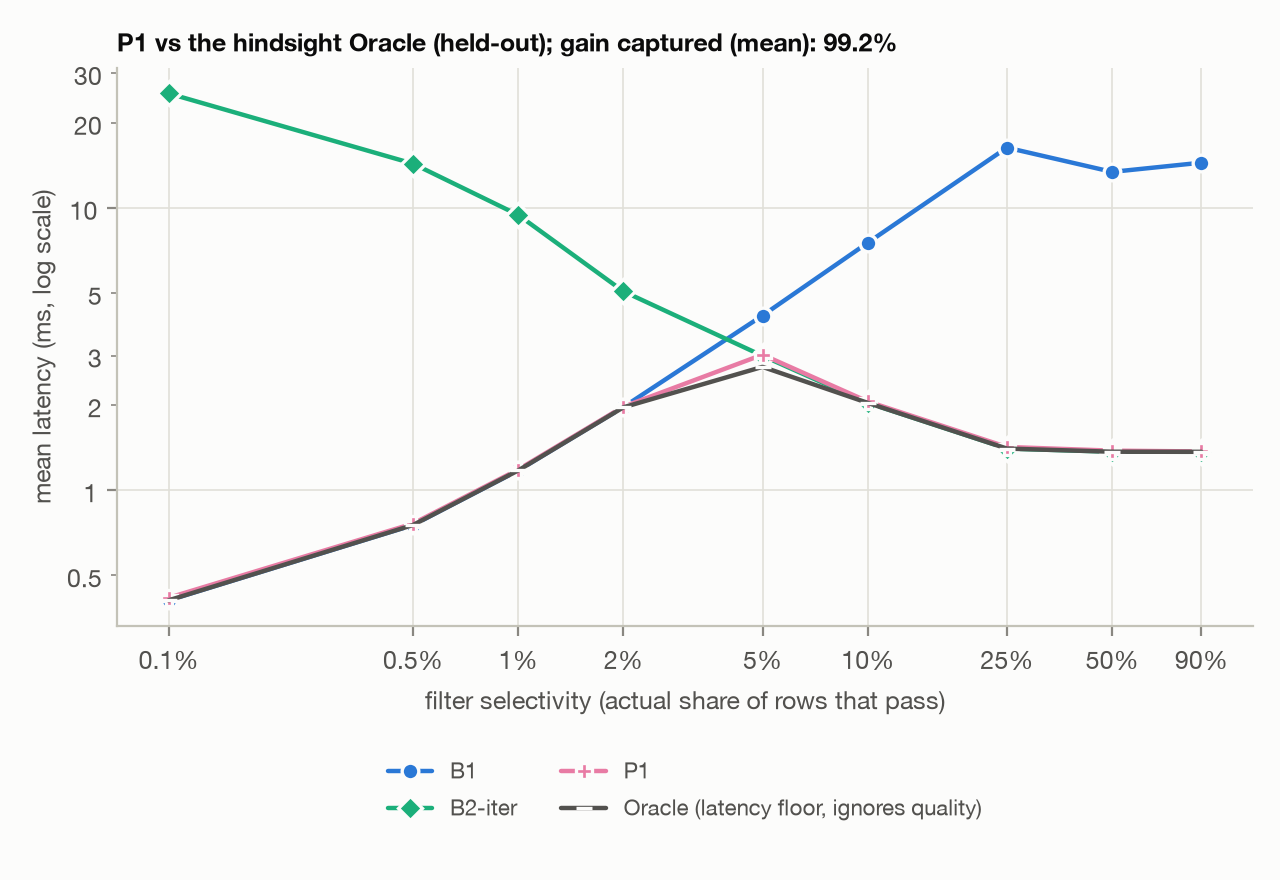 P1 vs the hindsight Oracle (held-out); gain captured (mean): 99.2%
30
20
10
5
3
2
1
0.5
mean latency (ms, log scale)
0.1% 0.5% 1% 2% 5% 10% 25% 50% 90%
filter selectivity (actual share of rows that pass)
B1 P1
B2-iter Oracle (latency floor, ignores quality)